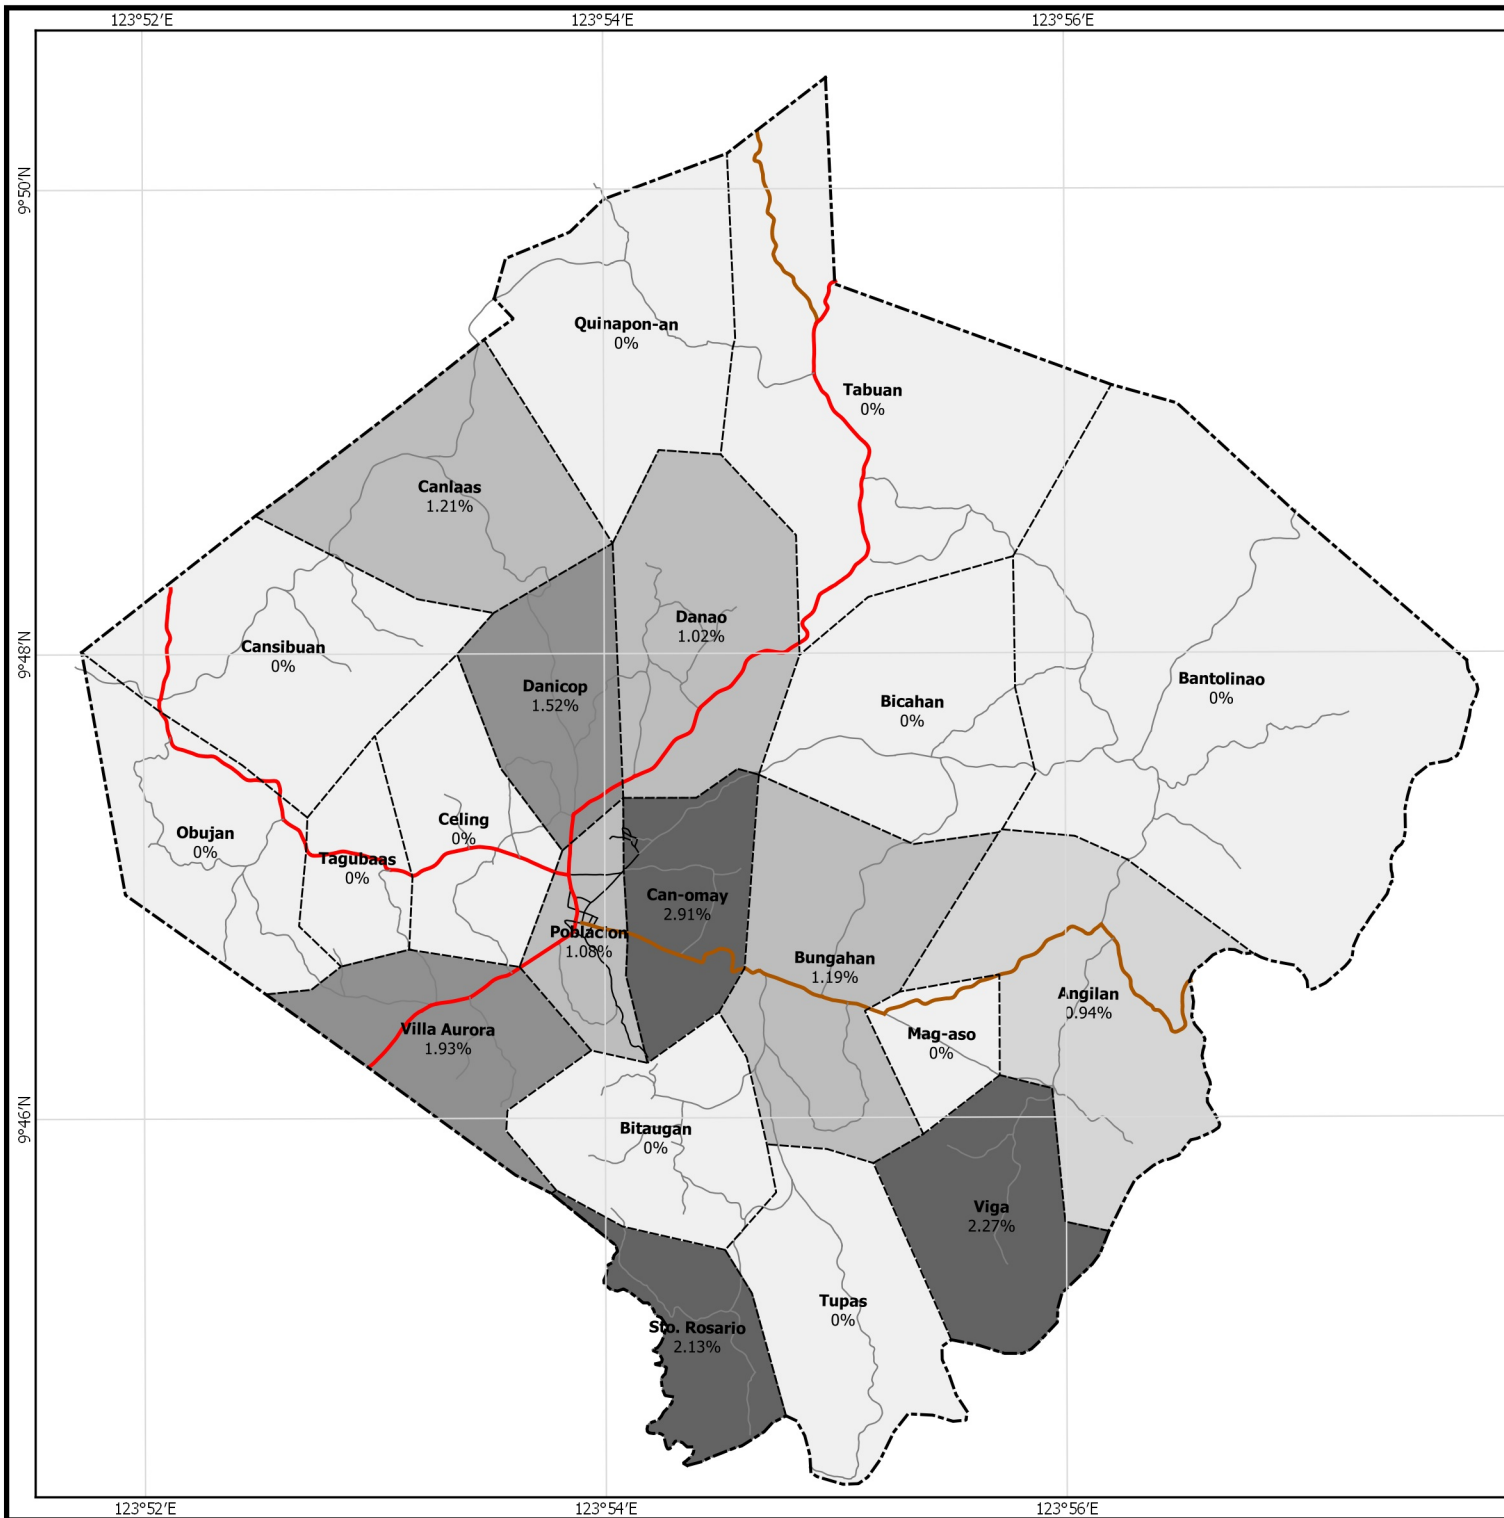 123°52'E
123°54'E
123°56'E
9°50'N
Quinapon-an
0%
Tabuan
0%
Canlaas
1.21%
Danao
1.02%
9°48'N
Cansibuan
0%
Danicop
1.52%
Bicahan
0%
Bantolinao
0%
Obujan
0%
Celing
0%
Tagubaas
0%
Can-omay
2.91%
Poblacion
1.08%
Bungahan
1.19%
Angilan
0.94%
Villa Aurora
1.93%
Mag-aso
0%
9°46'N
Bitaugan
0%
Viga
2.27%
Tupas
0%
Sto. Rosario
2.13%
123°52'E
123°54'E
123°56'E